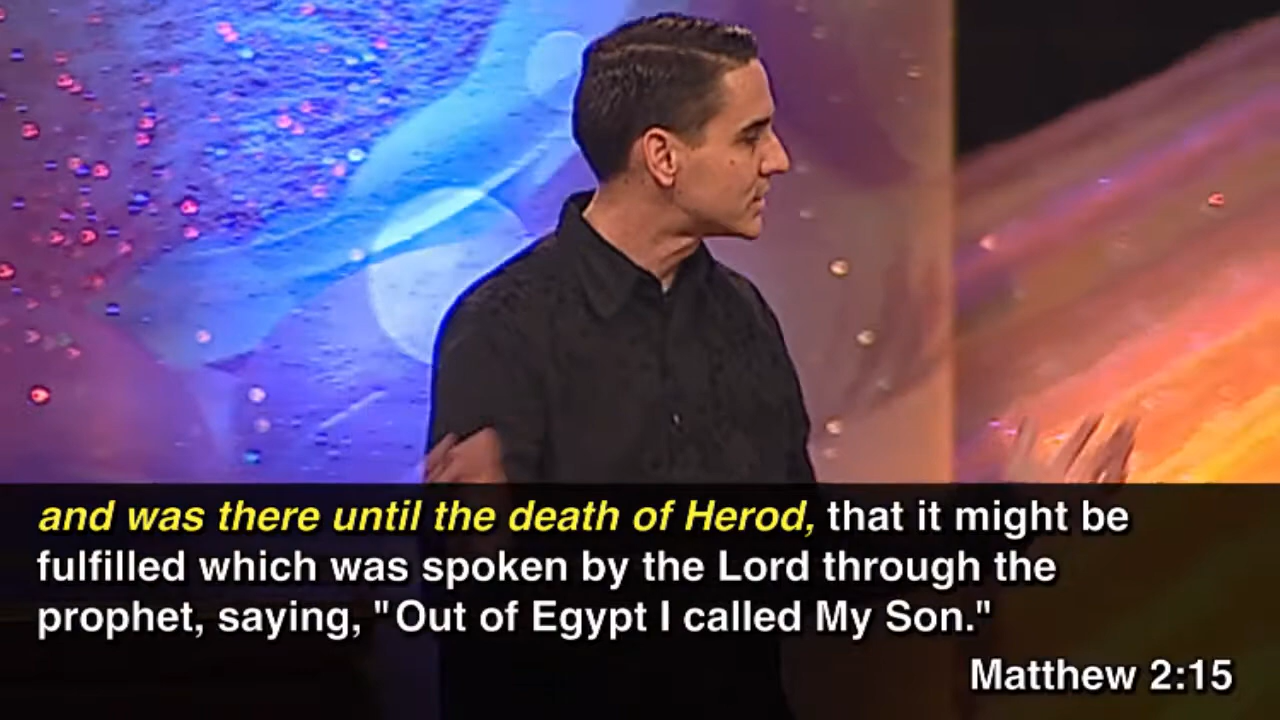 and was there until the death of Herod, that it might be
fulfilled which was spoken by the Lord through the
prophet, saying, "Out of Egypt I called My Son."
Matthew 2:15